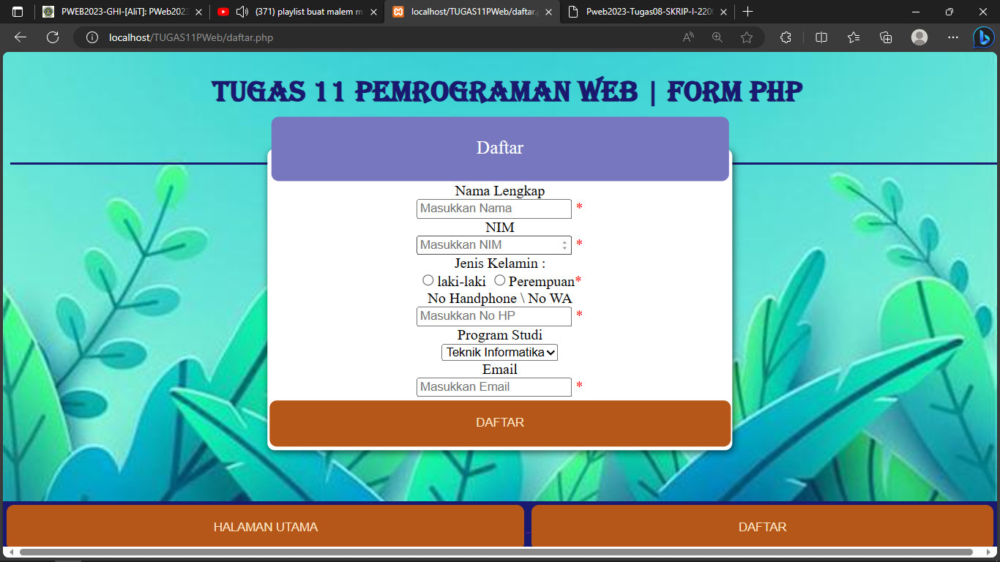 PWEB2023-GHI-[AliT]: PWeb2023
(371) playlist buat malem m
localhost/TUGAS11PWeb/daftar.p
Pweb2023-Tugas08-SKRIP-I-220
localhost/TUGAS11PWeb/daftar.php
TUGAS 11 PEMROGRAMAN WEB | FORM PHP
Daftar
Nama Lengkap
Masukkan Nama *
NIM
Masukkan NIM *
Jenis Kelamin :
laki-laki Perempuan*
No Handphone \ No WA
Masukkan No HP *
Program Studi
Teknik Informatika
Email
Masukkan Email *
DAFTAR
HALAMAN UTAMA
DAFTAR